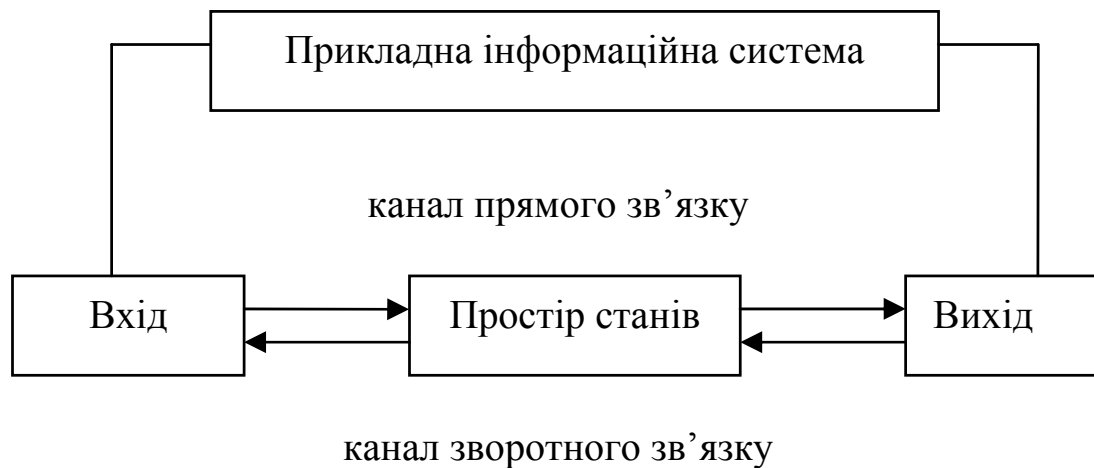 Прикладна інформаційна система
канал прямого зв’язку
Вхід
Простір станів
Вихід
канал зворотного зв’язку